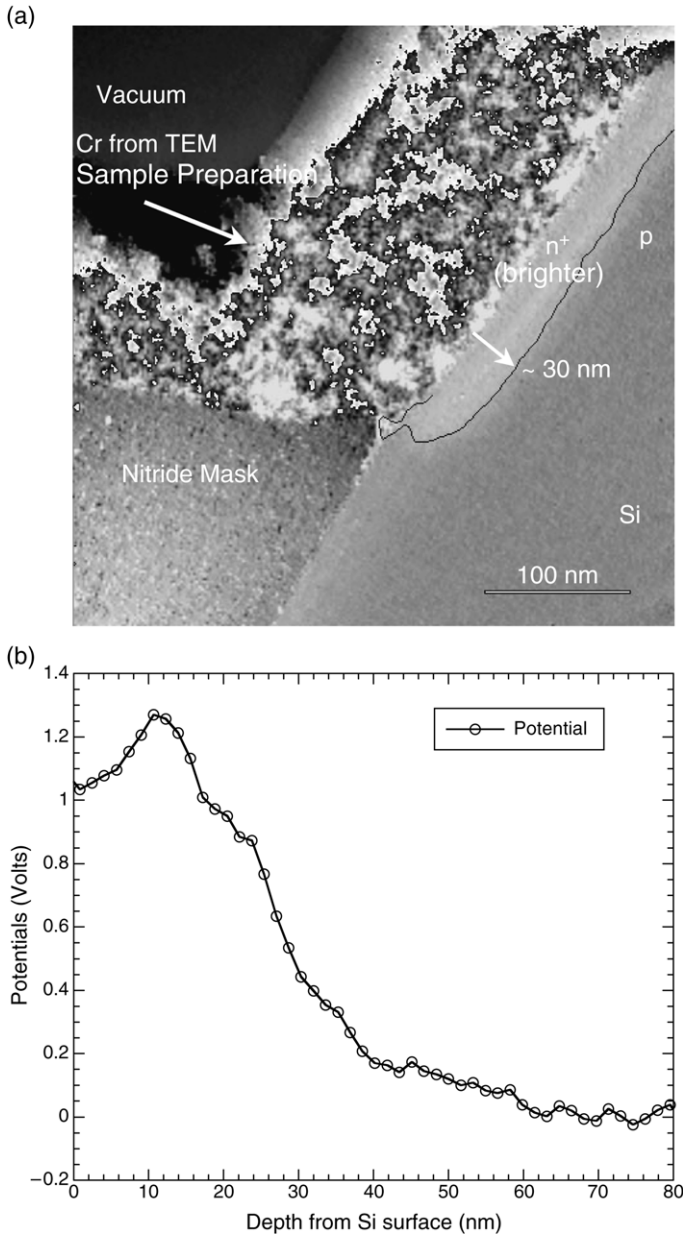 (a)
Vacuum
Cr from TEM
Sample Preparation
n⁺
(brighter)
p
~ 30 nm
Nitride Mask
Si
100 nm
(b)
1.4
1.2
1
0.8
0.6
0.4
0.2
0
−0.2
Potentials (Volts)
Potential
0
10
20
30
40
50
60
70
80
Depth from Si surface (nm)